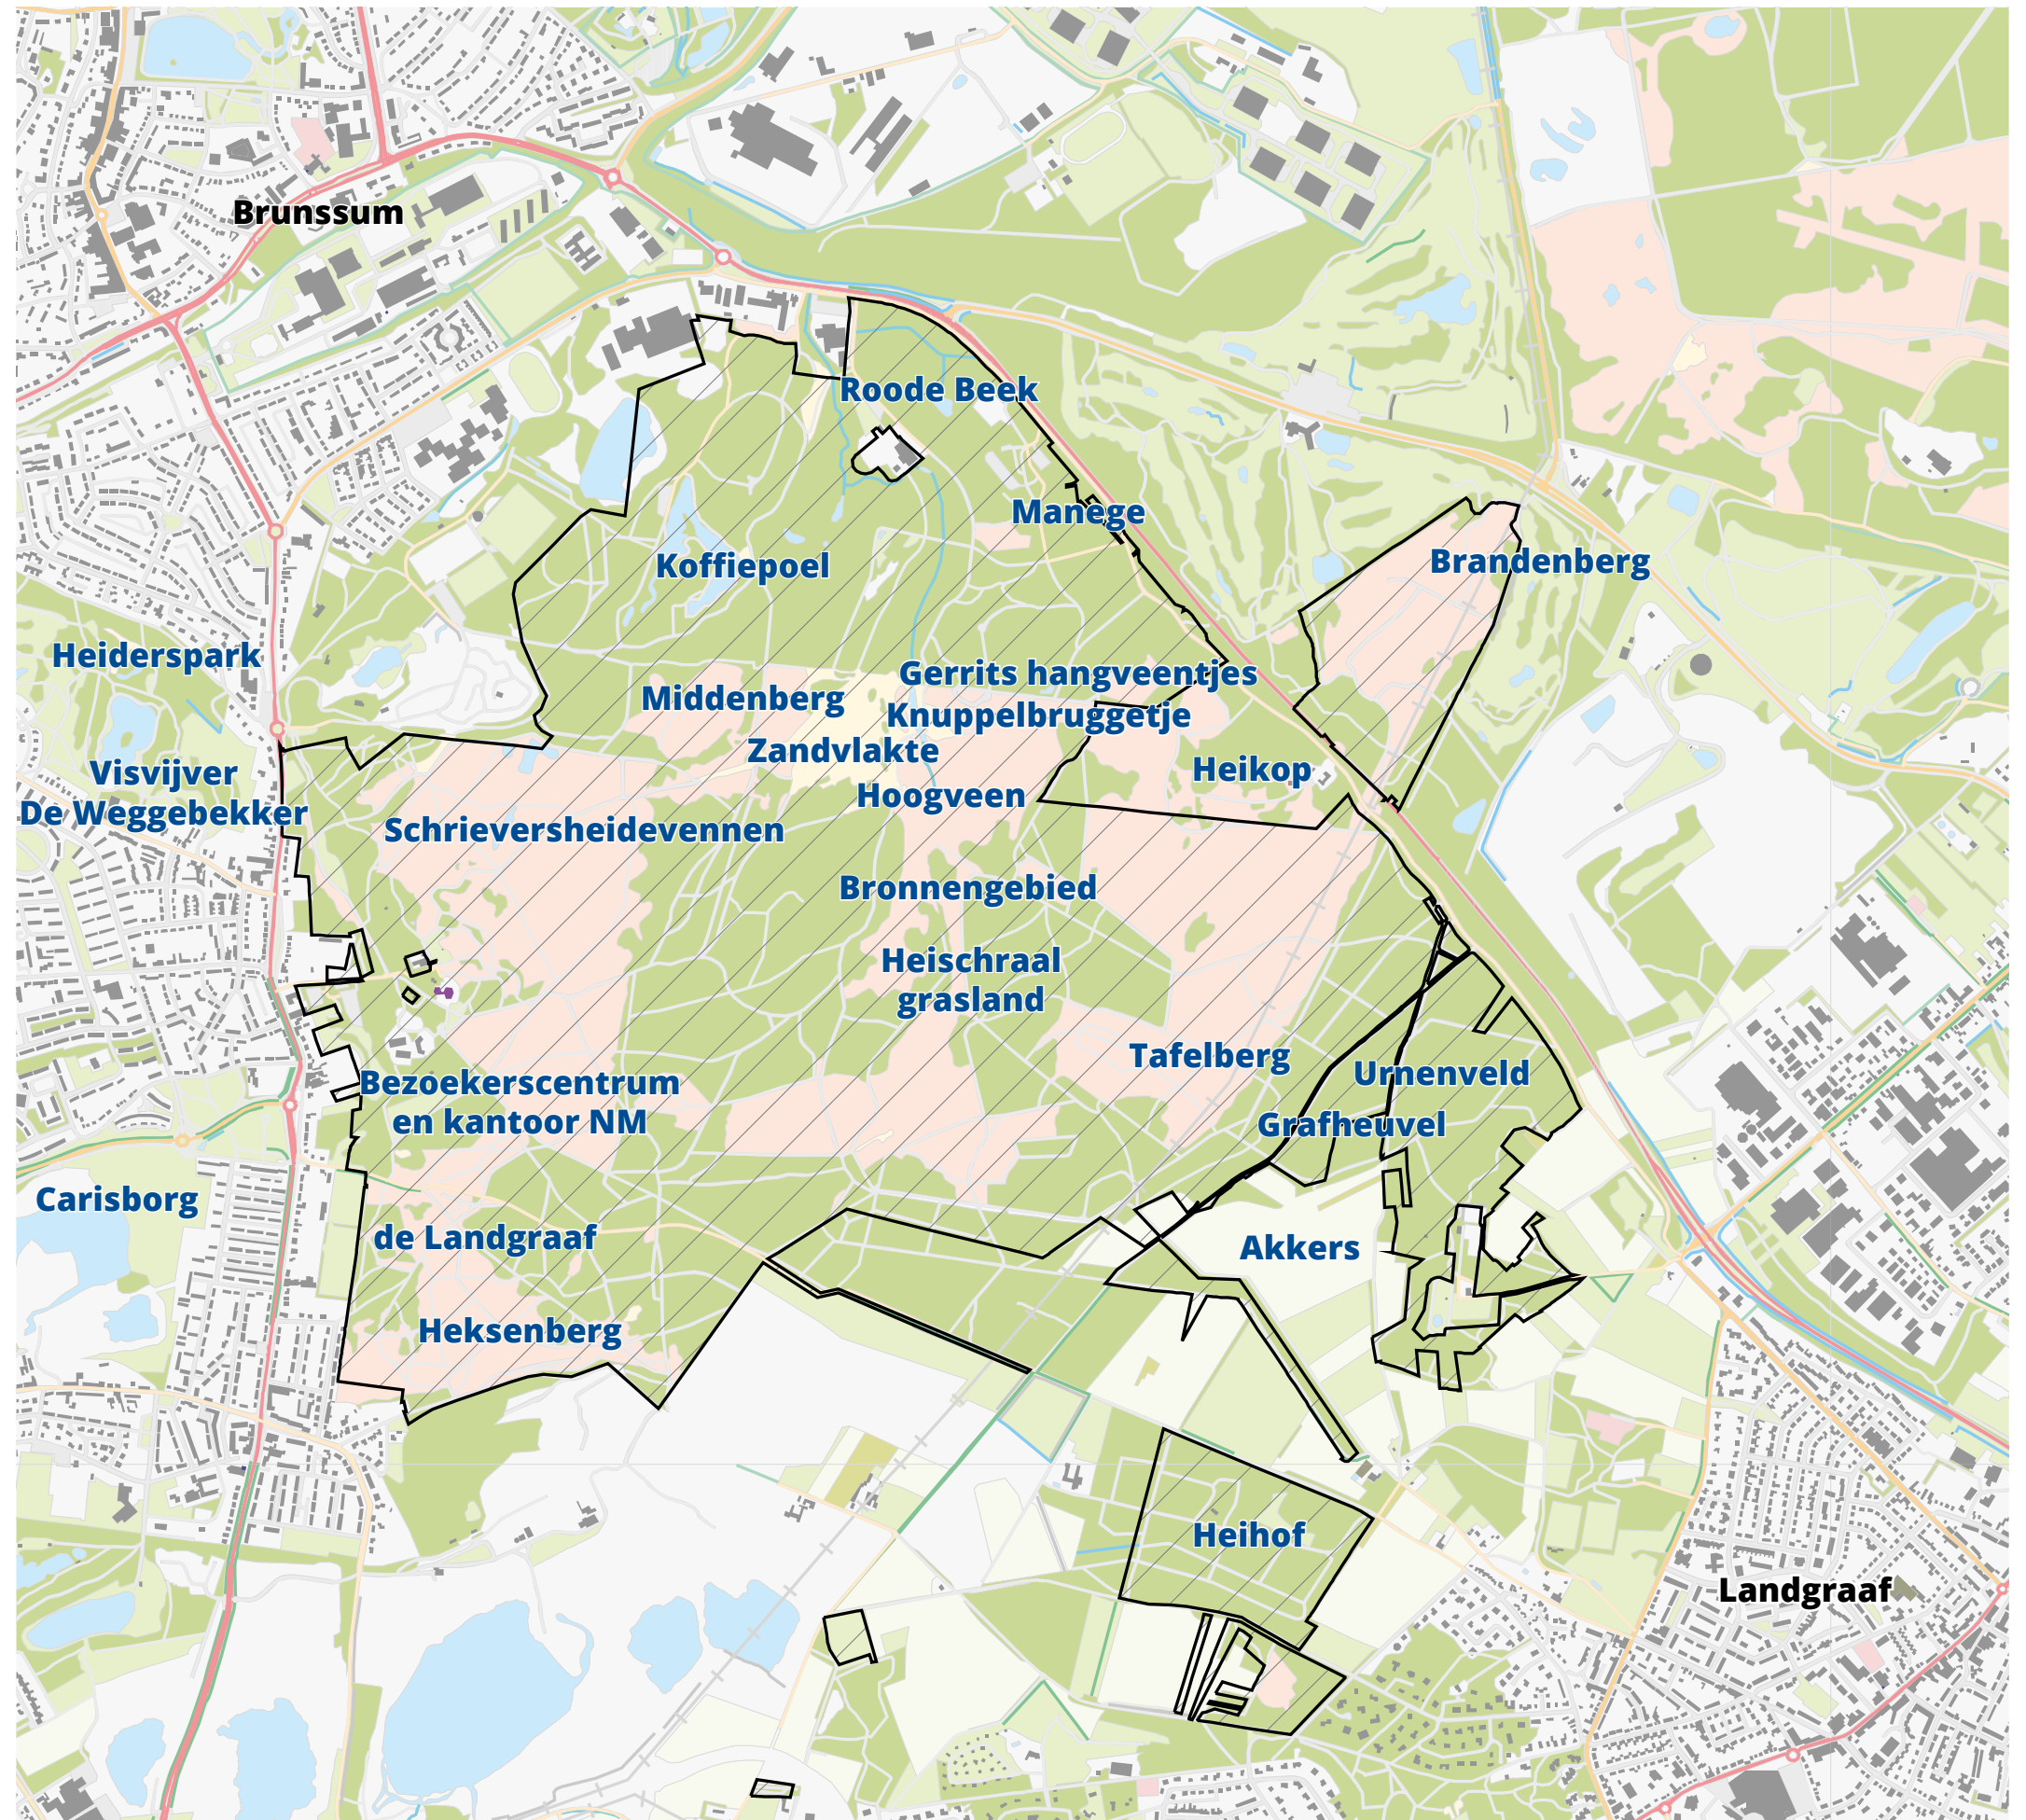 Brunssum
Roode Beek
Manege
Koffiepoel
Brandenberg
Heiderspark
Gerrits hangveentjes
Middenberg
Knuppelbruggetje
Zandvlakte
Heikop
Visvijver
De Weggebekker
Hoogveen
Schrieversheidevennen
Bronnengebied
Heischraal
grasland
Tafelberg
Urnenveld
Bezoekerscentrum
en kantoor NM
Grafheuvel
Carisborg
de Landgraaf
Akkers
Heksenberg
Heihof
Landgraaf